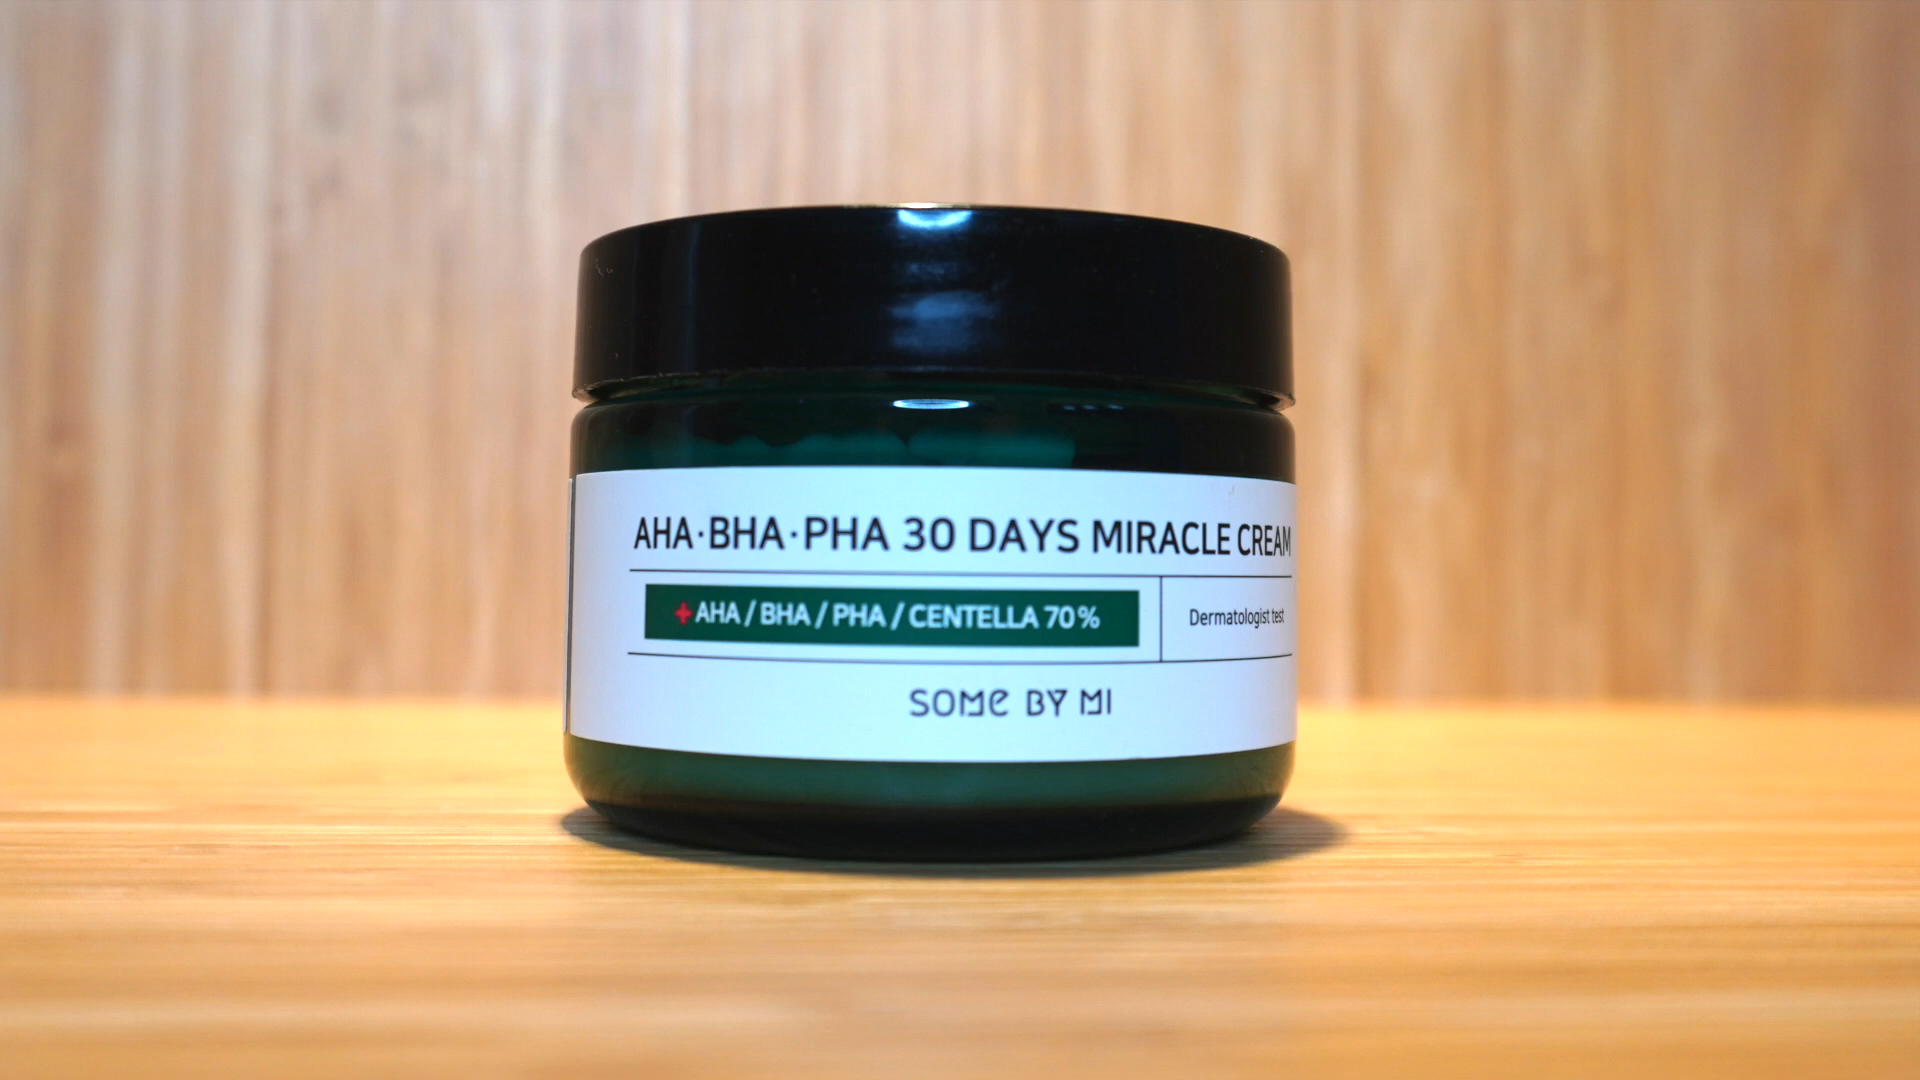 AHA·BHA·PHA 30 DAYS MIRACLE CREAM
AHA / BHA / PHA / CENTELLA 70%
Dermatologist test
SOME BY MI